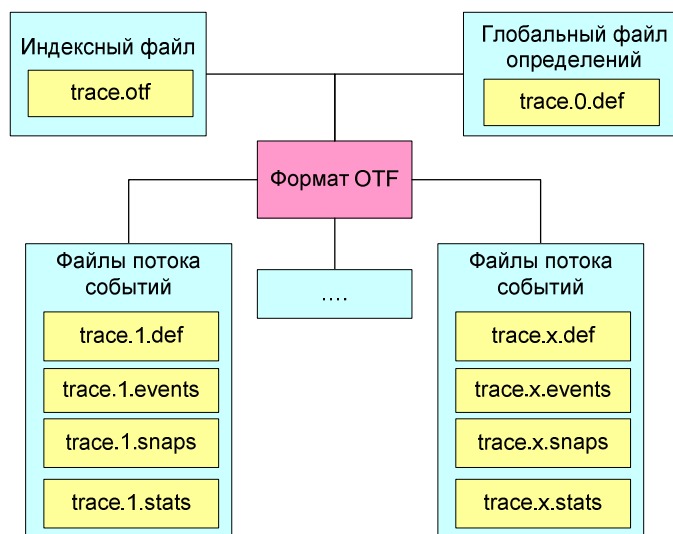 Индексный файл
trace.otf
Глобальный файл
определений
trace.0.def
Формат OTF
Файлы потока
событий
trace.1.def
trace.1.events
trace.1.snaps
trace.1.stats
....
Файлы потока
событий
trace.x.def
trace.x.events
trace.x.snaps
trace.x.stats